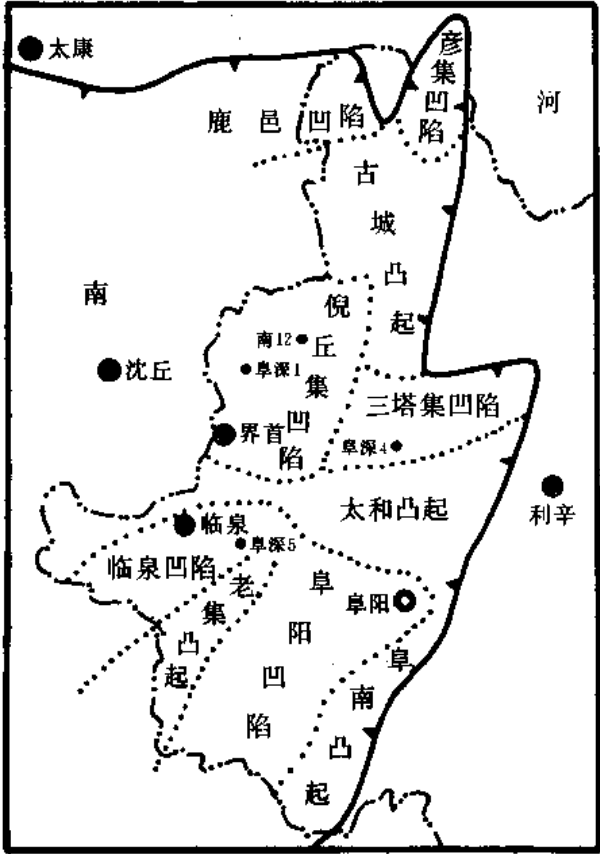 太康
彦集凹陷
河
鹿邑凹陷
古城凸起
南
倪丘集凹陷
南12
阜深1
沈丘
三塔集凹陷
界首
阜深4
利辛
太和凸起
临泉
阜深5
临泉凹陷
老集凸起
阜阳
阜阳凹陷
阜南凸起